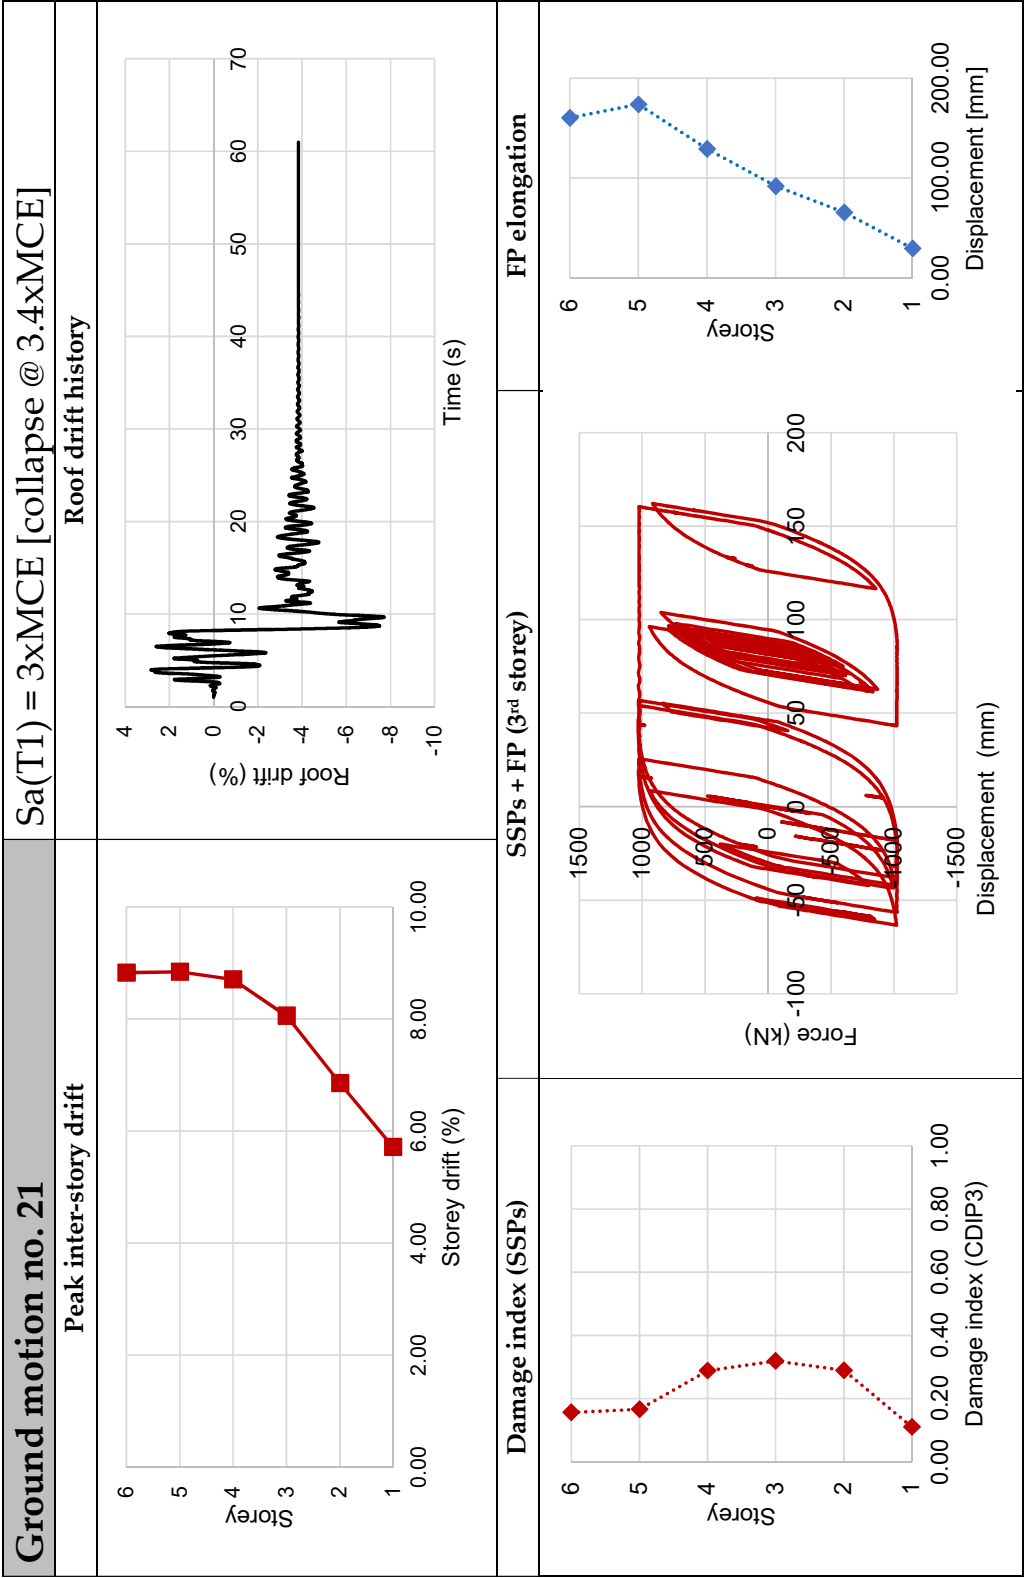 Ground motion no. 21
Sa(T1) = 3xMCE [collapse @ 3.4xMCE]
Peak inter-story drift
Roof drift history
6
5
4
3
2
1
Storey
0.00 2.00 4.00 6.00 8.00 10.00
Storey drift (%)
4
2
0
-2
-4
-6
-8
-10
Roof drift (%)
0 10 20 30 40 50 60 70
Time (s)
Damage index (SSPs)
SSPs + FP (3rd storey)
FP elongation
6
5
4
3
2
1
Storey
0.00 0.20 0.40 0.60 0.80 1.00
Damage index (CDIP3)
1500
1000
500
0
-500
-1000
-1500
Force (kN)
-100 -50 0 50 100 150 200
Displacement (mm)
6
5
4
3
2
1
Storey
0.00 100.00 200.00
Displacement [mm]